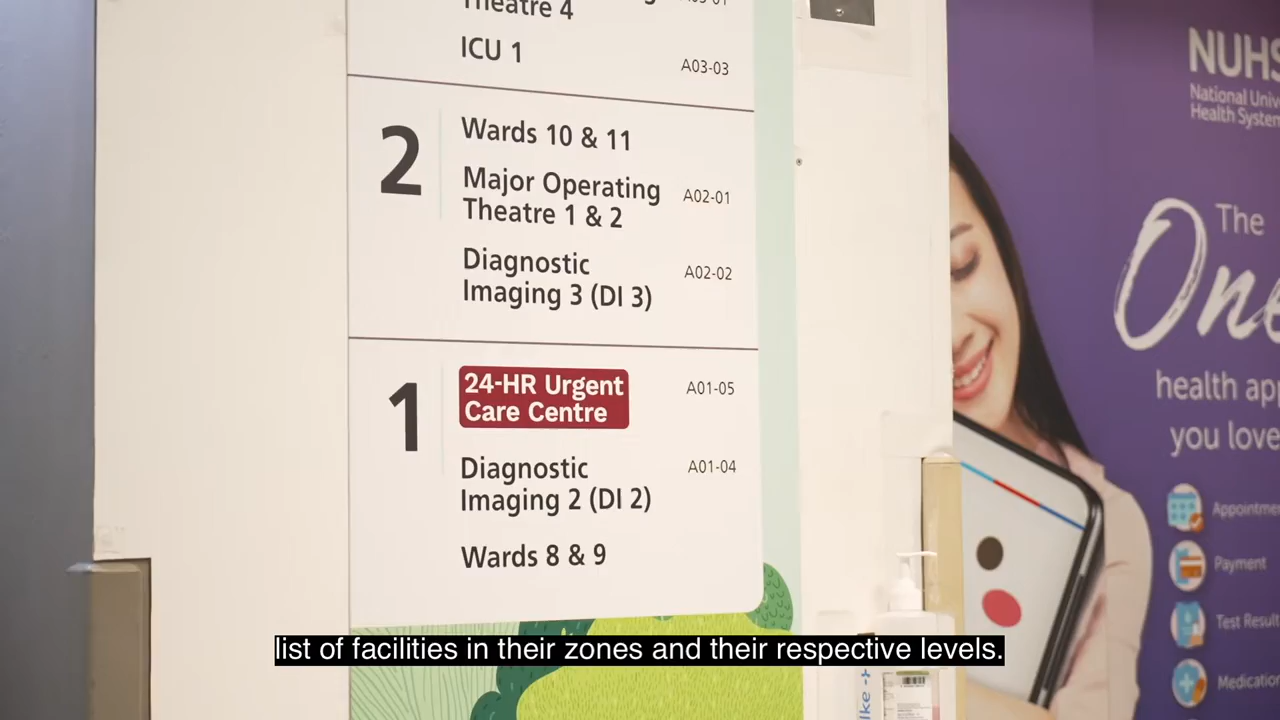 Theatre 4
ICU 1
A03-03
2
Wards 10 & 11
Major Operating
Theatre 1 & 2
A02-01
Diagnostic
Imaging 3 (DI 3)
A02-02
1
24-HR Urgent
Care Centre
A01-05
Diagnostic
Imaging 2 (DI 2)
A01-04
Wards 8 & 9
NUHS
National Univ
Health System
The
One
health app
you love
Appointme
Payment
Test Result
Medication
list of facilities in their zones and their respective levels.